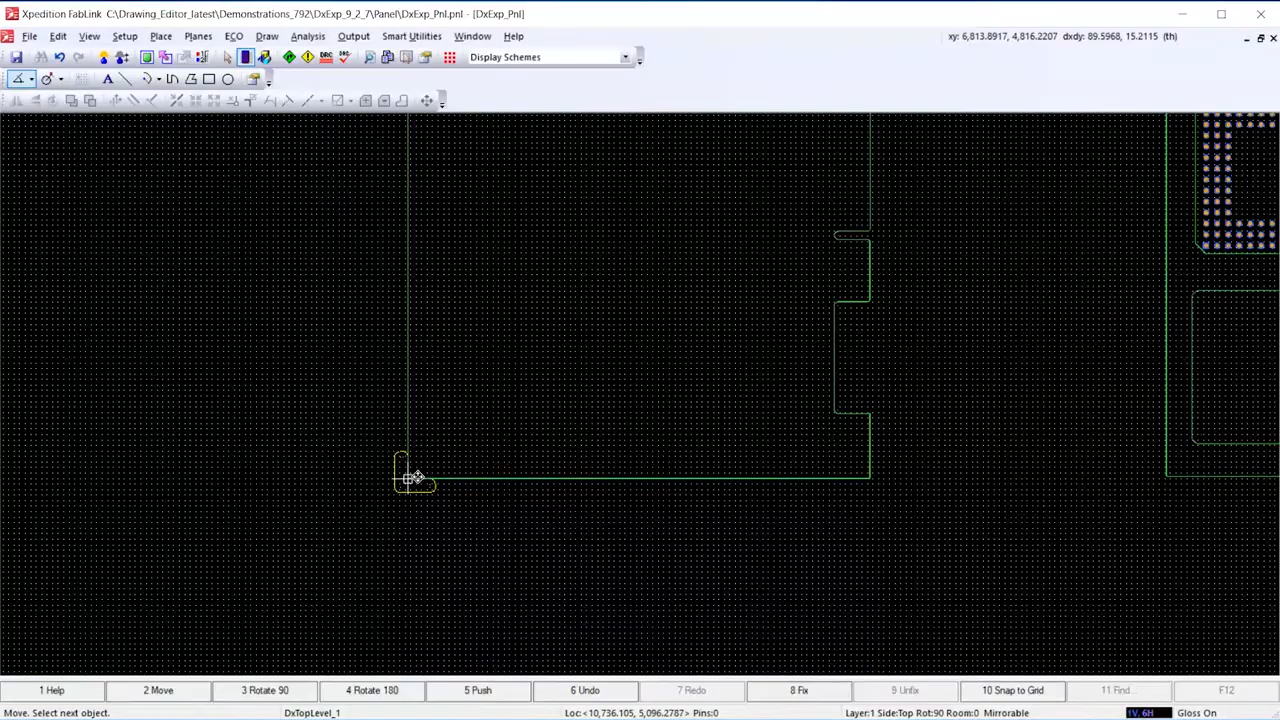 Xpedition FabLink C:\Drawing_Editor_latest\Demonstrations_792\DxExp_9_2_7\Panel\DxExp_Pnl.pnl - [DxExp_Pnl]
File Edit View Setup Place Planes ECO Draw Analysis Output Smart Utilities Window Help
xy: 6,813.8917, 4,816.2207 dxdy: 89.5968, 15.2115 (th)
Display Schemes
1 Help 2 Move 3 Rotate 90 4 Rotate 180 5 Push 6 Undo 7 Redo 8 Fix 9 Unfix 10 Snap to Grid 11 Find... F12
Move. Select next object. DxTopLevel_1 Loc:<10,736.105, 5,096.2787> Pins:0 Layer:1 Side:Top Rot:90 Room:0 Mirrorable 1V, 6H Gloss On